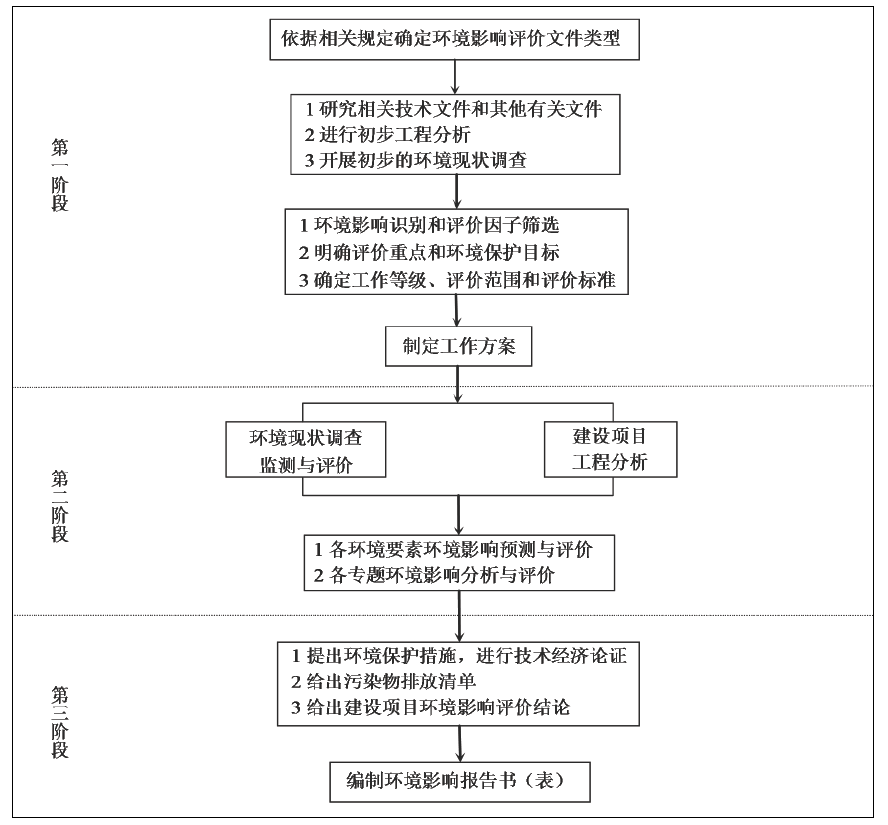 依据相关规定确定环境影响评价文件类型
第一阶段
1 研究相关技术文件和其他有关文件
2 进行初步工程分析
3 开展初步的环境现状调查
1 环境影响识别和评价因子筛选
2 明确评价重点和环境保护目标
3 确定工作等级、评价范围和评价标准
制定工作方案
第二阶段
环境现状调查
监测与评价
建设项目
工程分析
1 各环境要素环境影响预测与评价
2 各专题环境影响分析与评价
第三阶段
1 提出环境保护措施，进行技术经济论证
2 给出污染物排放清单
3 给出建设项目环境影响评价结论
编制环境影响报告书（表）